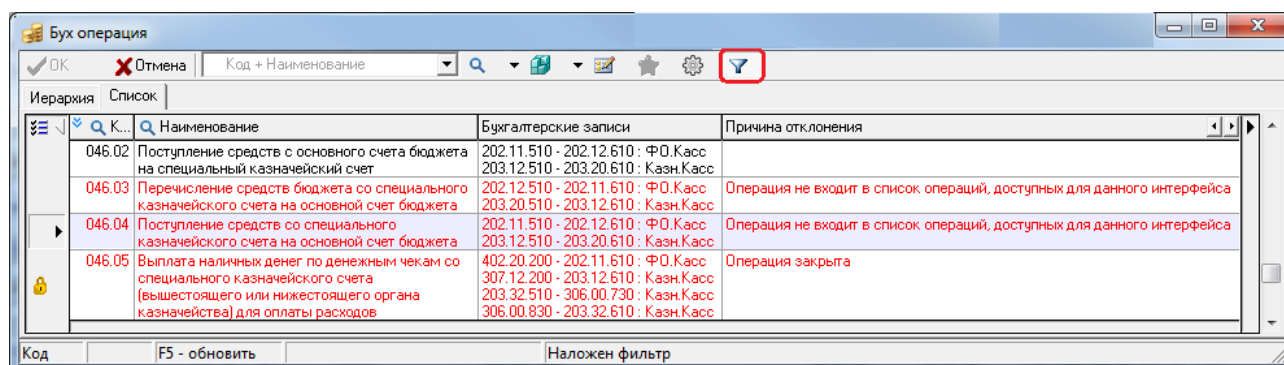 Бух операция
ОК Отмена Код + Наименование
Иерархия Список
К... Наименование Бухгалтерские записи Причина отклонения
046.02 Поступление средств с основного счета бюджета 202.11.510 - 202.12.610 : ФО.Касс
на специальный казначейский счет 203.12.510 - 203.20.610 : Казн.Касс
046.03 Перечисление средств бюджета со специального 202.12.510 - 202.11.610 : ФО.Касс Операция не входит в список операций, доступных для данного интерфейса
казначейского счета на основной счет бюджета 203.20.510 - 203.12.610 : Казн.Касс
046.04 Поступление средств со специального 202.11.510 - 202.12.610 : ФО.Касс Операция не входит в список операций, доступных для данного интерфейса
казначейского счета на основной счет бюджета 203.12.510 - 203.20.610 : Казн.Касс
046.05 Выплата наличных денег по денежным чекам со 402.20.200 - 202.11.610 : ФО.Касс Операция закрыта
специального казначейского счета 307.12.200 - 203.12.610 : Казн.Касс
(вышестоящего или нижестоящего органа 203.32.510 - 306.00.730 : Казн.Касс
казначейства) для оплаты расходов 306.00.830 - 203.32.610 : Казн.Касс
Код F5 - обновить Наложен фильтр